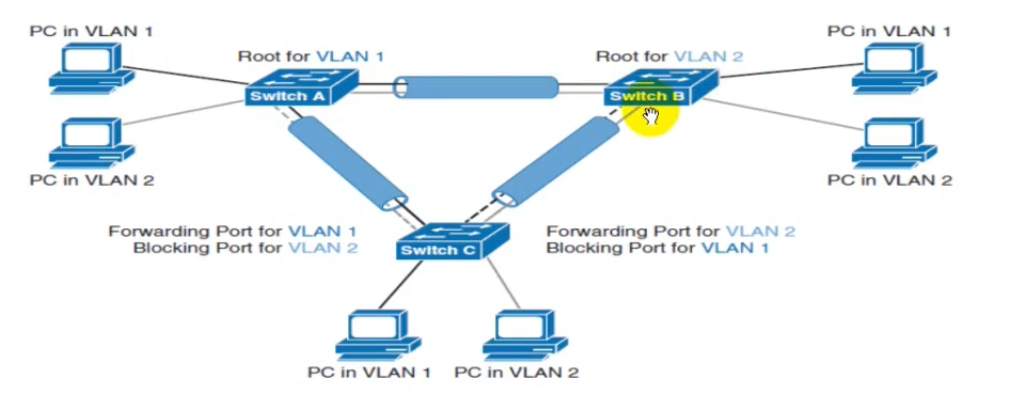 PC in VLAN 1
PC in VLAN 1
Root for VLAN 1
Root for VLAN 2
Switch A
Switch B
PC in VLAN 2
PC in VLAN 2
Forwarding Port for VLAN 1
Blocking Port for VLAN 2
Forwarding Port for VLAN 2
Blocking Port for VLAN 1
Switch C
PC in VLAN 1
PC in VLAN 2